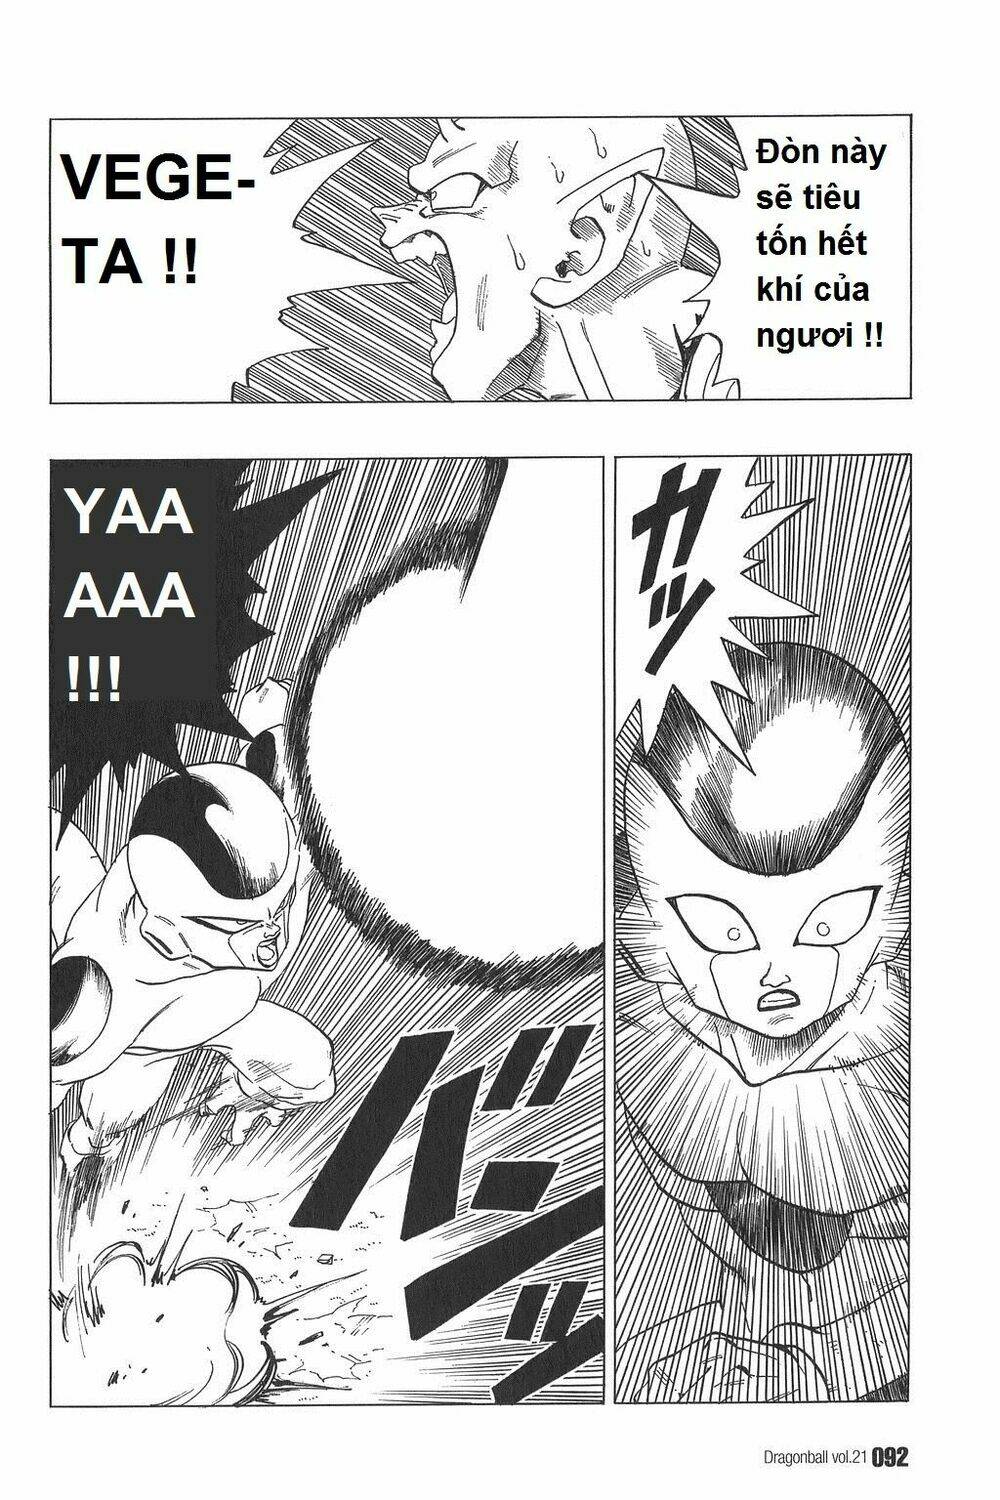 VEGE-
TA !!
Đòn này
sẽ tiêu
tốn hết
khí của
ngươi !!
YAA
AAA
!!!
カッ
バンッ
Dragonball vol.21 092